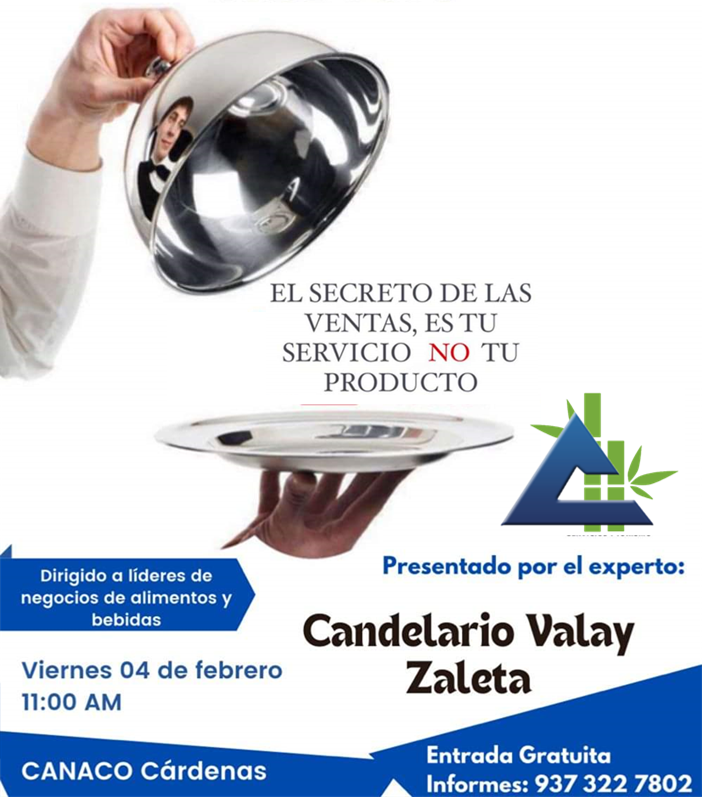 EL SECRETO DE LAS
VENTAS, ES TU
SERVICIO NO TU
PRODUCTO
Presentado por el experto:
Dirigido a líderes de
negocios de alimentos y
bebidas
Candelario Valay
Zaleta
Viernes 04 de febrero
11:00 AM
CANACO Cárdenas
Entrada Gratuita
Informes: 937 322 7802